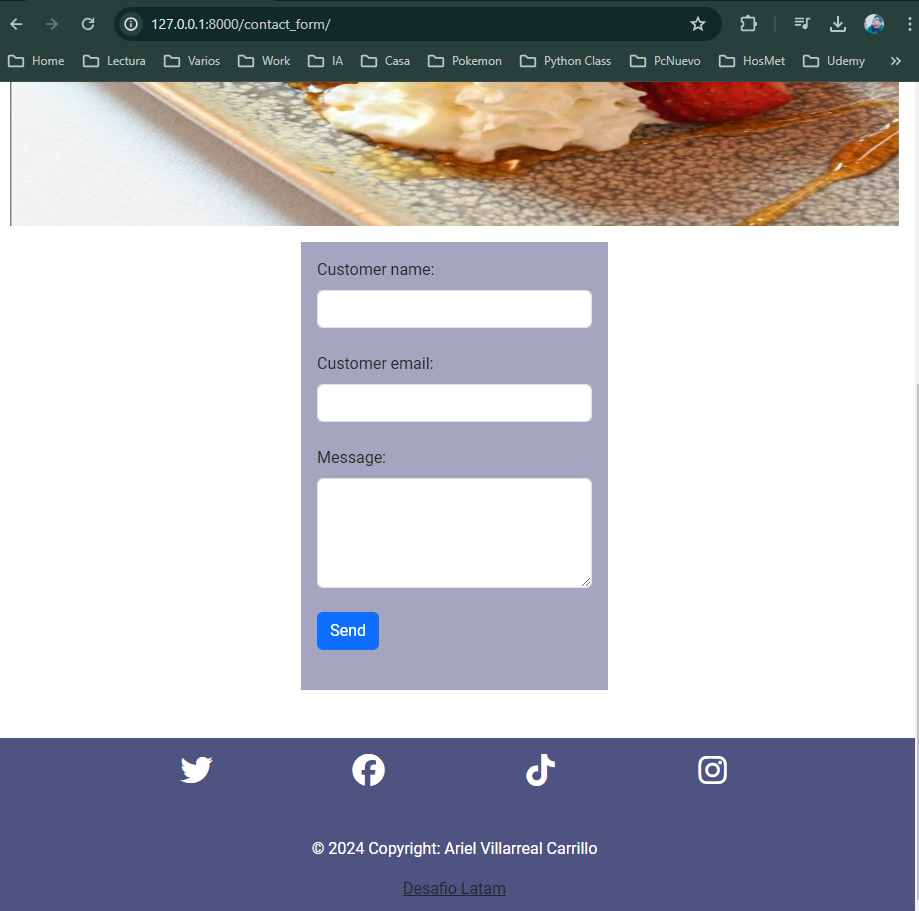 127.0.0.1:8000/contact_form/
Home Lectura Varios Work IA Casa Pokemon Python Class PcNuevo HosMet Udemy
Customer name:
Customer email:
Message:
Send
© 2024 Copyright: Ariel Villarreal Carrillo
Desafio Latam